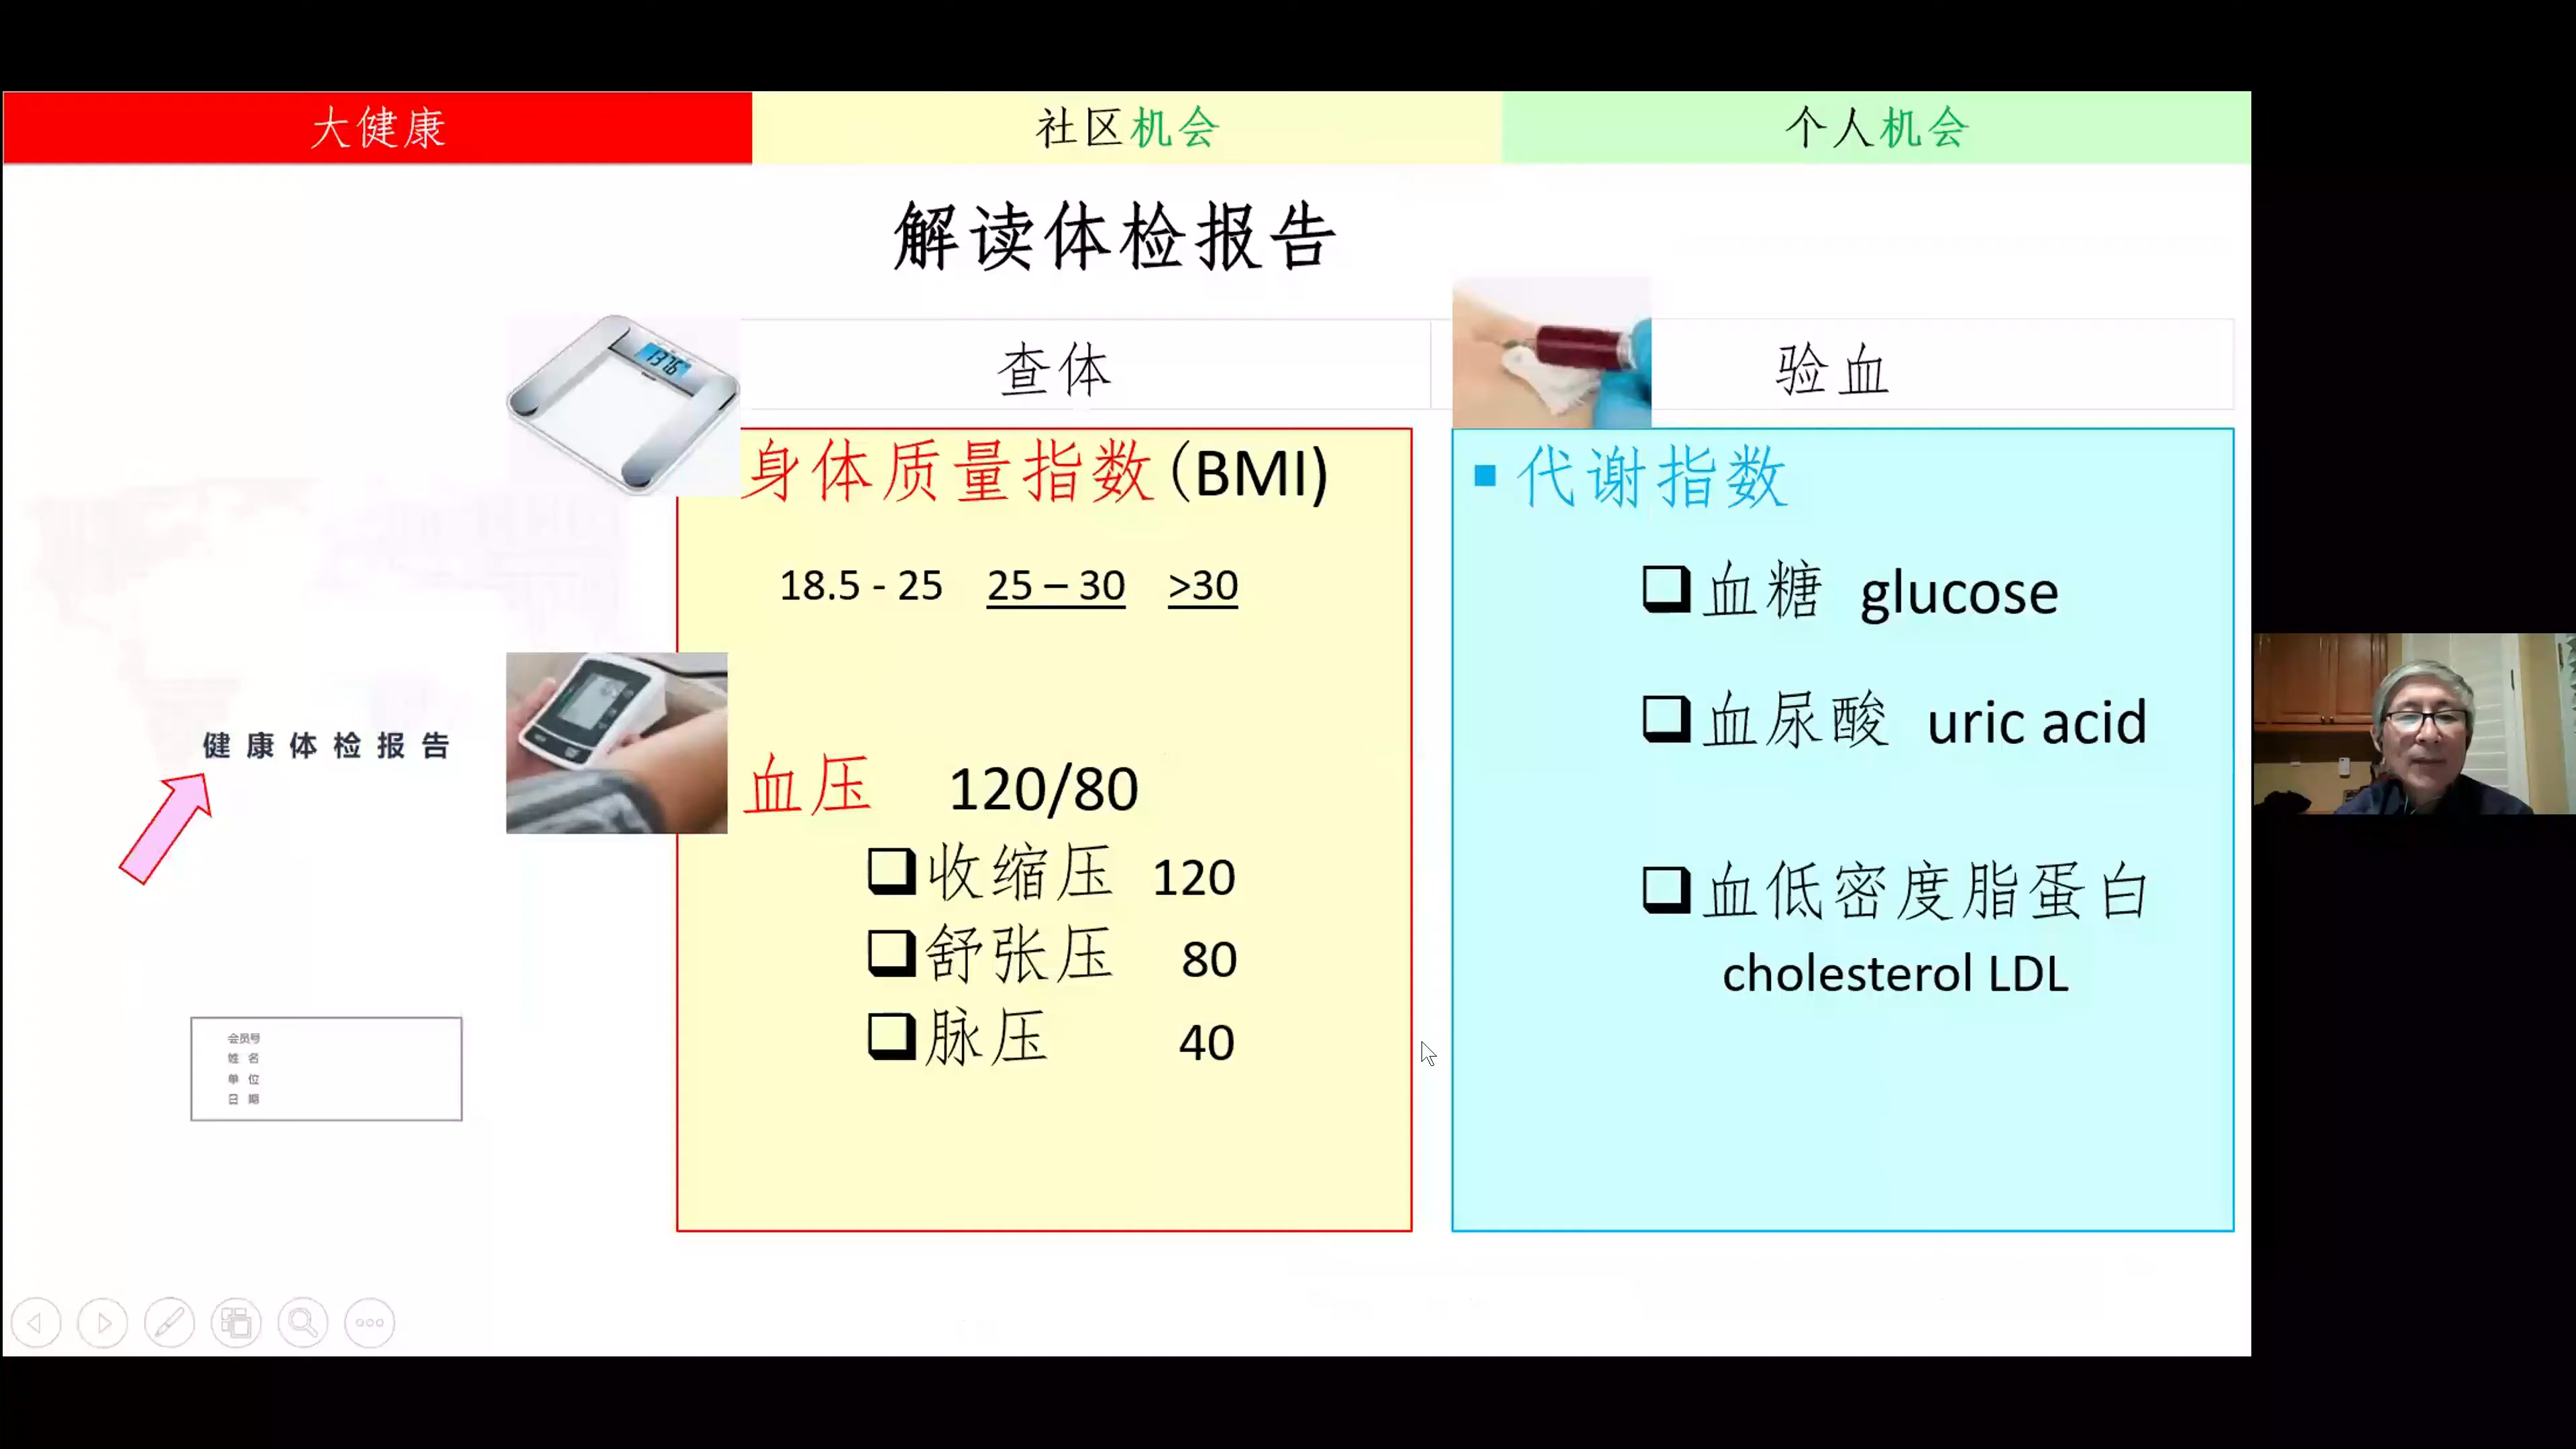 大健康
社区机会
个人机会
解读体检报告
查体
验血
1376
身体质量指数(BMI)
18.5 - 25 25 – 30 >30
血压 120/80
收缩压 120
舒张压 80
脉压 40
代谢指数
血糖 glucose
血尿酸 uric acid
血低密度脂蛋白
cholesterol LDL
健康体检报告
会员号
姓 名
单 位
日 期